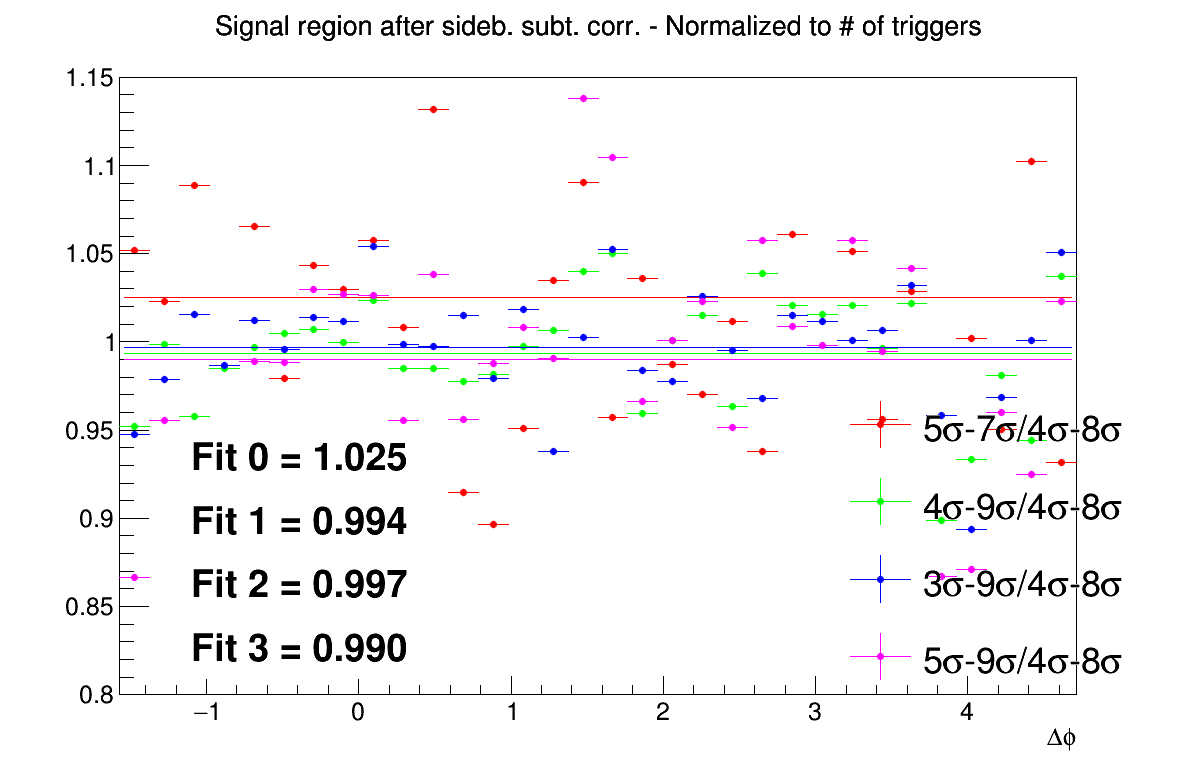 Signal region after sideb. subt. corr. - Normalized to # of triggers
1.15
1.1
1.05
1
0.95
0.9
0.85
0.8
Fit 0 = 1.025
Fit 1 = 0.994
Fit 2 = 0.997
Fit 3 = 0.990
5σ-7σ/4σ-8σ
4σ-9σ/4σ-8σ
3σ-9σ/4σ-8σ
5σ-9σ/4σ-8σ
−1 0 1 2 3 4
Δϕ